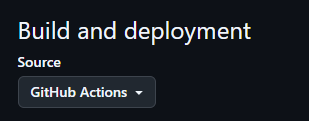 Build and deployment
Source
GitHub Actions